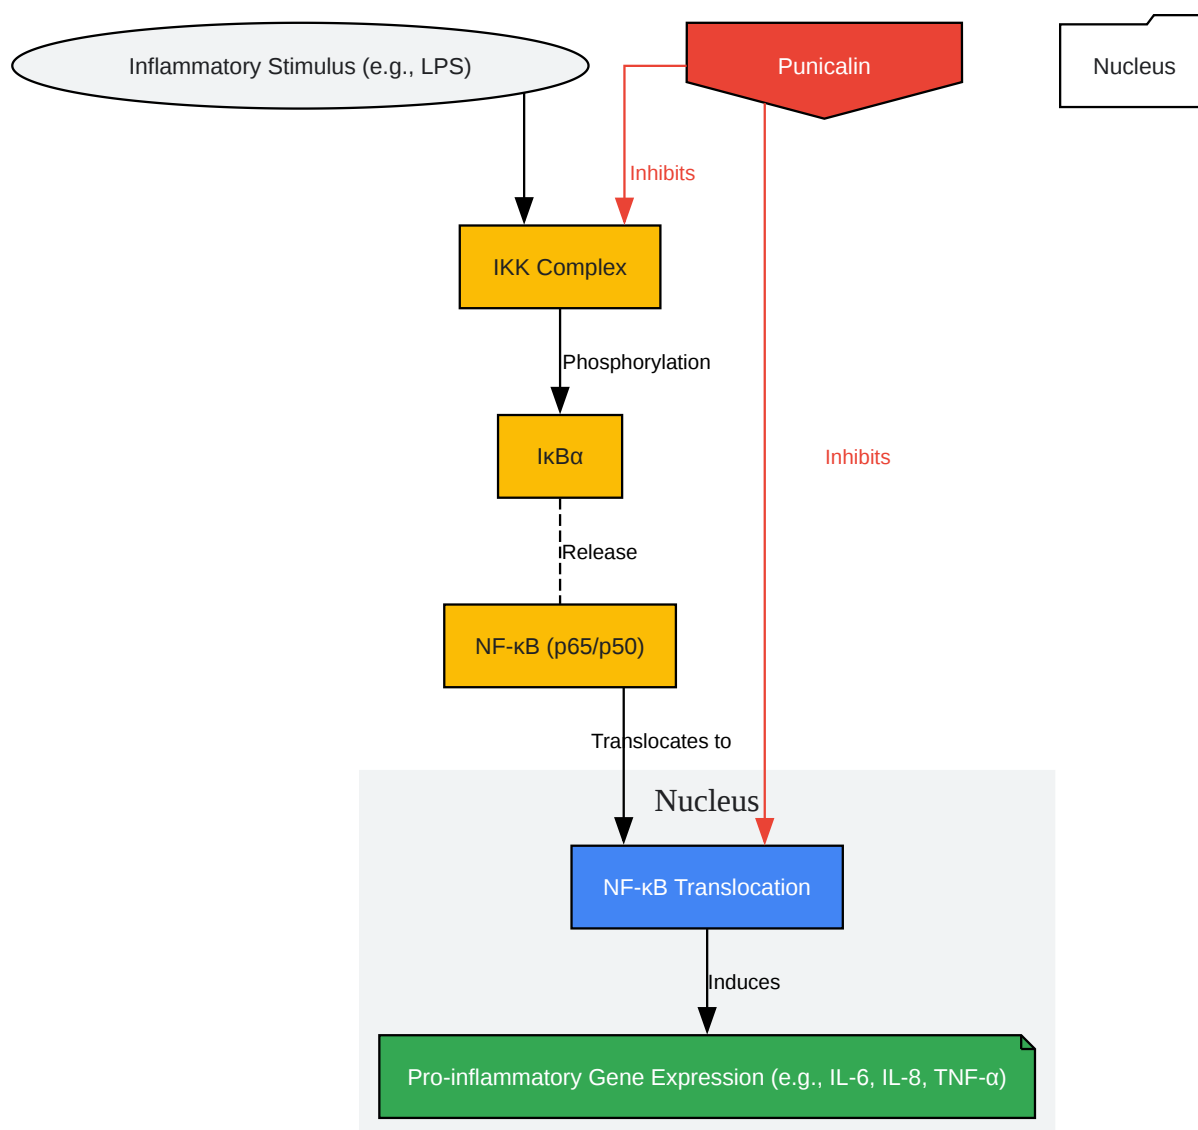 Inflammatory Stimulus (e.g., LPS)
Punicalin
Nucleus
Inhibits
IKK Complex
Phosphorylation
IκBα
Inhibits
Release
NF-κB (p65/p50)
Translocates to
Nucleus
NF-κB Translocation
Induces
Pro-inflammatory Gene Expression (e.g., IL-6, IL-8, TNF-α)